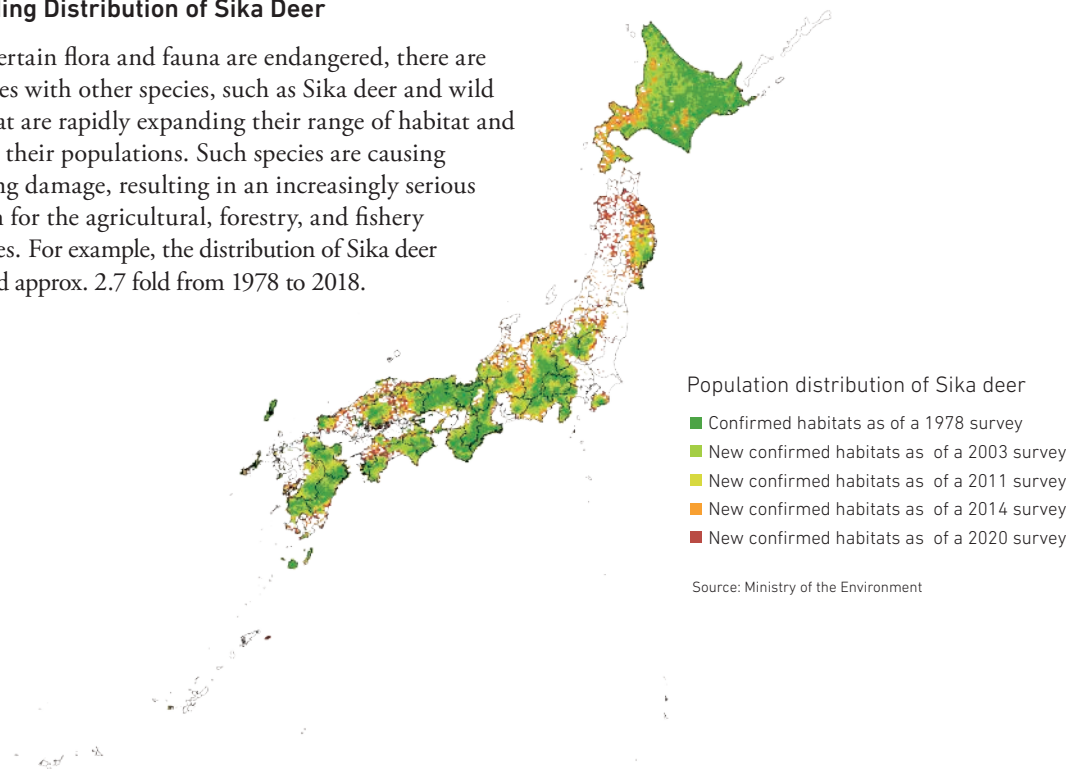 ing Distribution of Sika Deer
ertain flora and fauna are endangered, there are
es with other species, such as Sika deer and wild
at are rapidly expanding their range of habitat and
their populations. Such species are causing
ng damage, resulting in an increasingly serious
for the agricultural, forestry, and fishery
es. For example, the distribution of Sika deer
d approx. 2.7 fold from 1978 to 2018.
Population distribution of Sika deer
Confirmed habitats as of a 1978 survey
New confirmed habitats as of a 2003 survey
New confirmed habitats as of a 2011 survey
New confirmed habitats as of a 2014 survey
New confirmed habitats as of a 2020 survey
Source: Ministry of the Environment